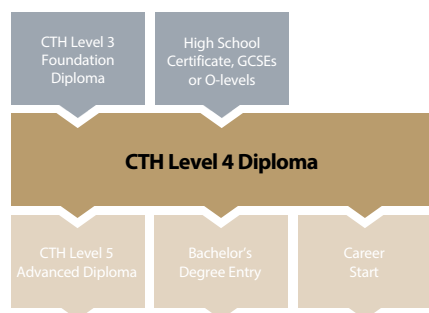 CTH Level 3
Foundation
Diploma
High School
Certificate, GCSEs
or O-levels
CTH Level 4 Diploma
CTH Level 5
Advanced Diploma
Bachelor's
Degree Entry
Career
Start